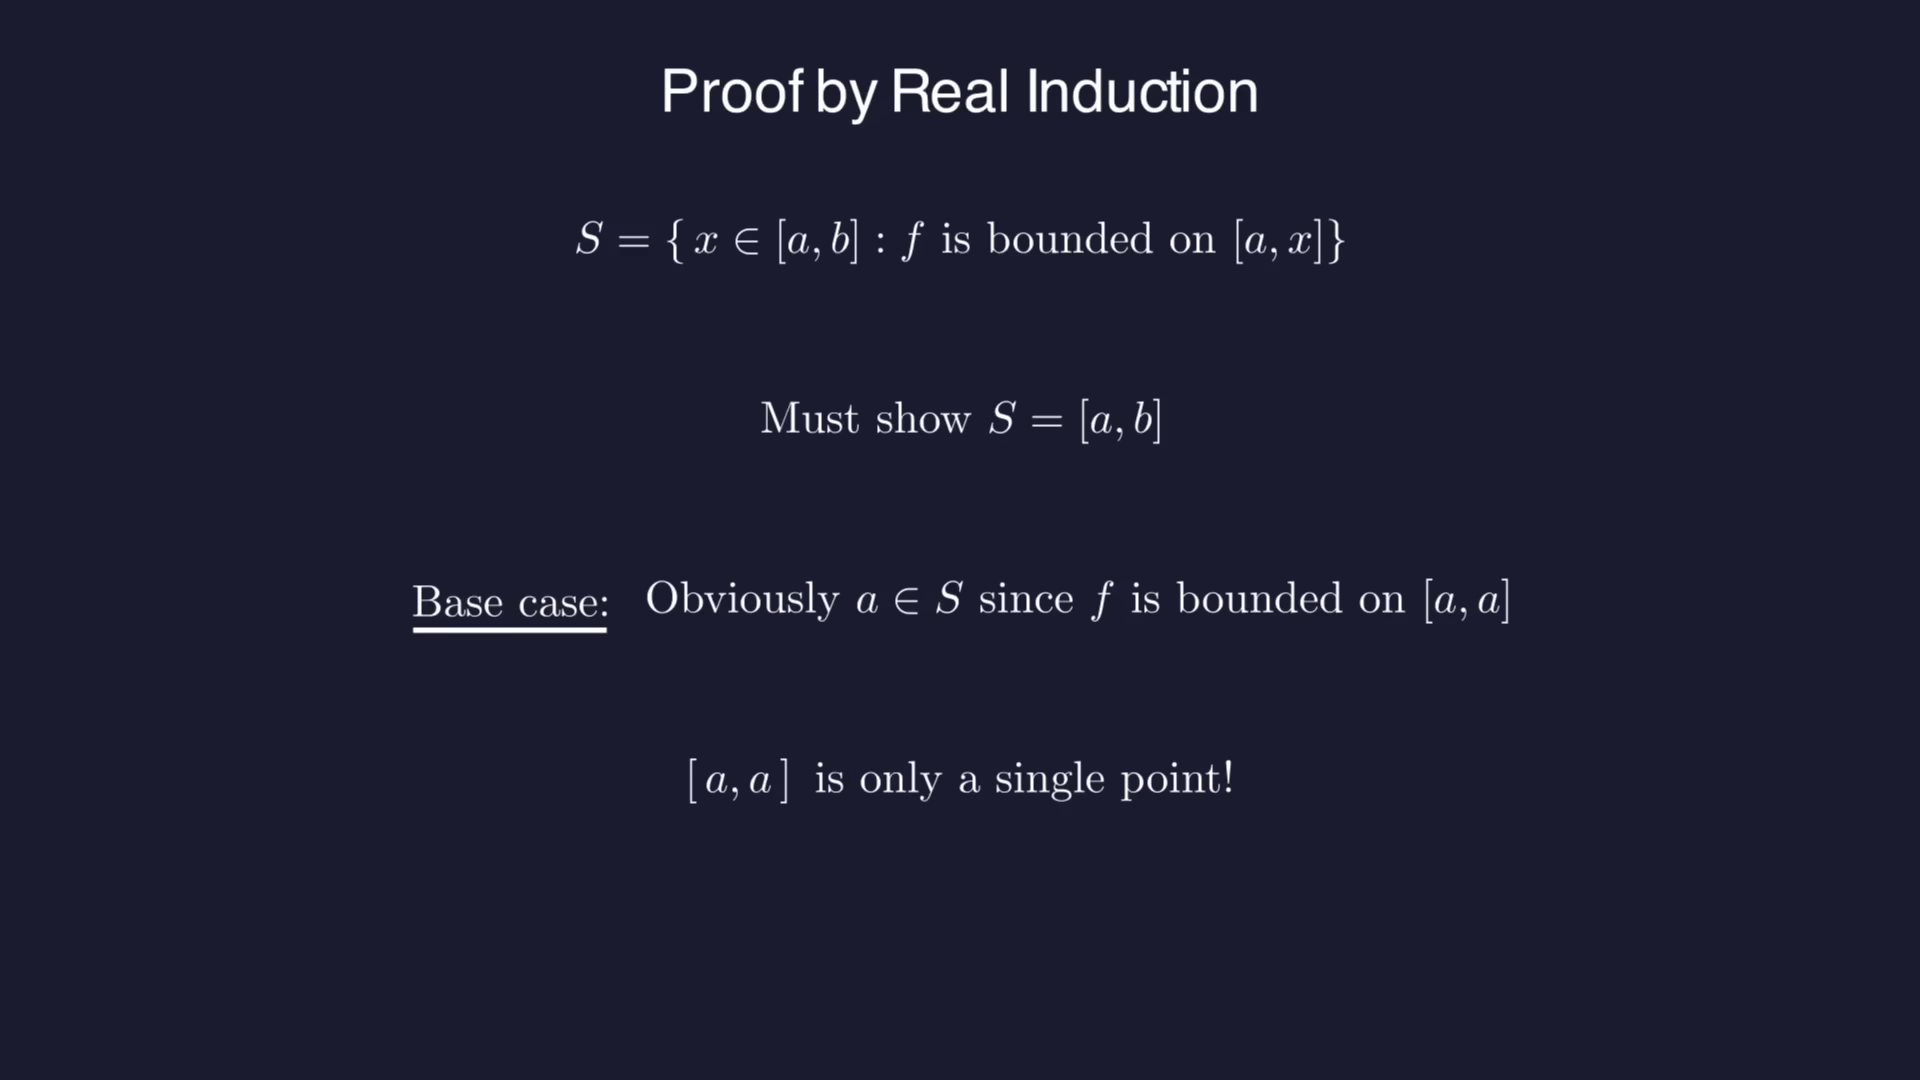 Proof by Real Induction
S = { x ∈ [a, b] : f is bounded on [a, x]}
Must show S = [a, b]
Base case: Obviously a ∈ S since f is bounded on [a, a]
[ a, a ] is only a single point!